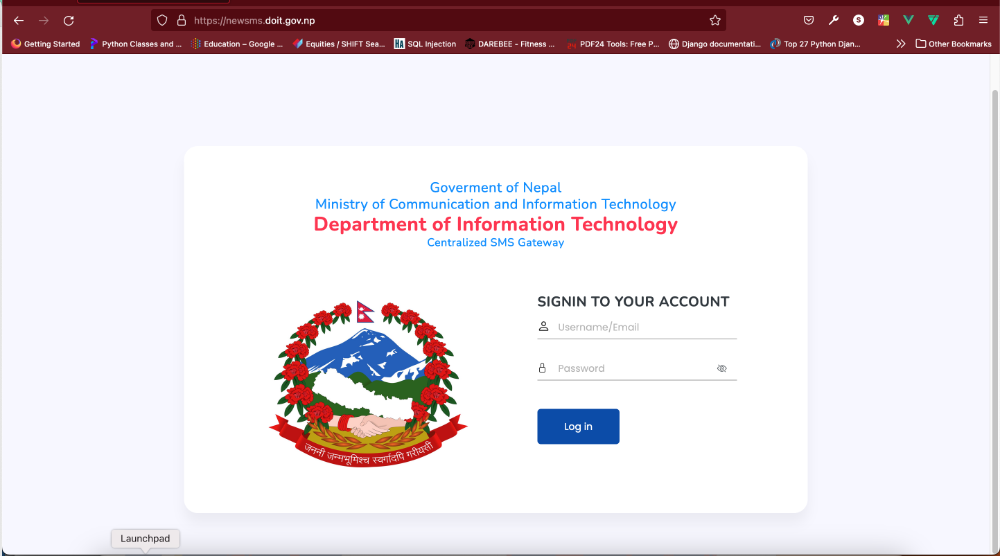 https://newsms.doit.gov.np
Getting Started
Python Classes and ...
Education – Google ...
Equities / SHIFT Sea...
HA SQL Injection
DAREBEE - Fitness ...
24 PDF24 Tools: Free P...
Django documentati...
Top 27 Python Djan...
Other Bookmarks
S
Goverment of Nepal
Ministry of Communication and Information Technology
Department of Information Technology
Centralized SMS Gateway
SIGNIN TO YOUR ACCOUNT
Username/Email
Password
Log in
जननी जन्मभूमिश्च स्वर्गादपि गरीयसी
Launchpad